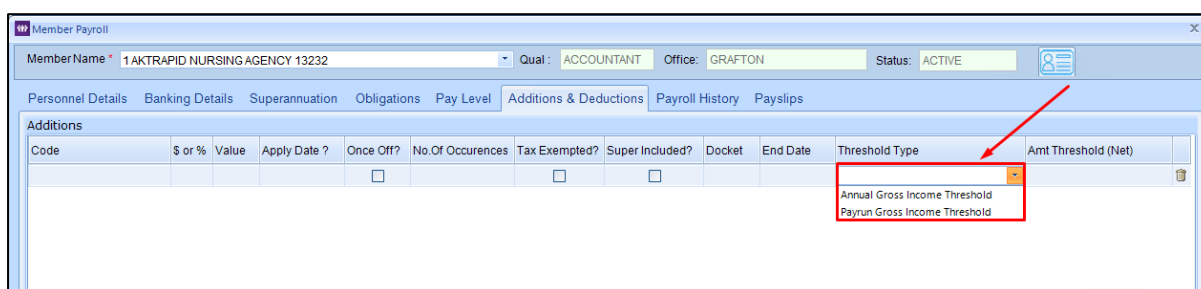 Member Payroll
Member Name * 1 AKTRAPID NURSING AGENCY 13232 Qual : ACCOUNTANT Office: GRAFTON Status: ACTIVE
Personnel Details Banking Details Superannuation Obligations Pay Level Additions & Deductions Payroll History Payslips
Additions
Code $ or % Value Apply Date ? Once Off? No.Of Occurences Tax Exempted? Super Included? Docket End Date Threshold Type Amt Threshold (Net)
Annual Gross Income Threshold
Payrun Gross Income Threshold